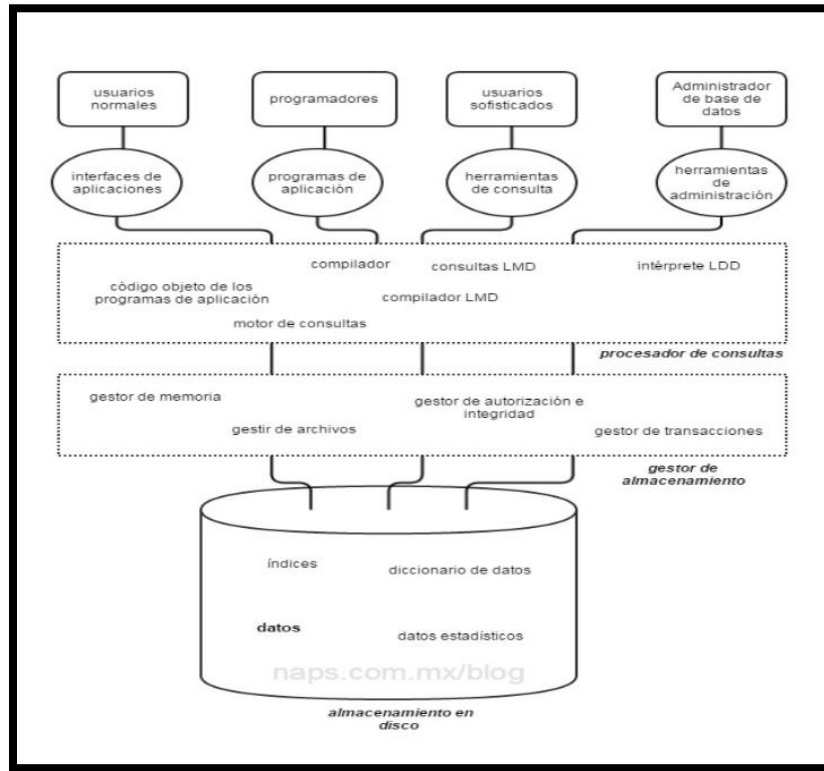 usuarios
normales
programadores
usuarios
sofisticados
Administrador
de base de
datos
interfaces de
aplicaciones
programas de
aplicación
herramientas
de consulta
herramientas
de
administración
compilador
consultas LMD
intérprete LDD
código objeto de los
programas de aplicación
compilador LMD
motor de consultas
procesador de consultas
gestor de memoria
gestor de autorización e
integridad
gestir de archivos
gestor de transacciones
gestor de
almacenamiento
índices
diccionario de datos
datos
datos estadísticos
naps.com.mx/blog
almacenamiento en
disco